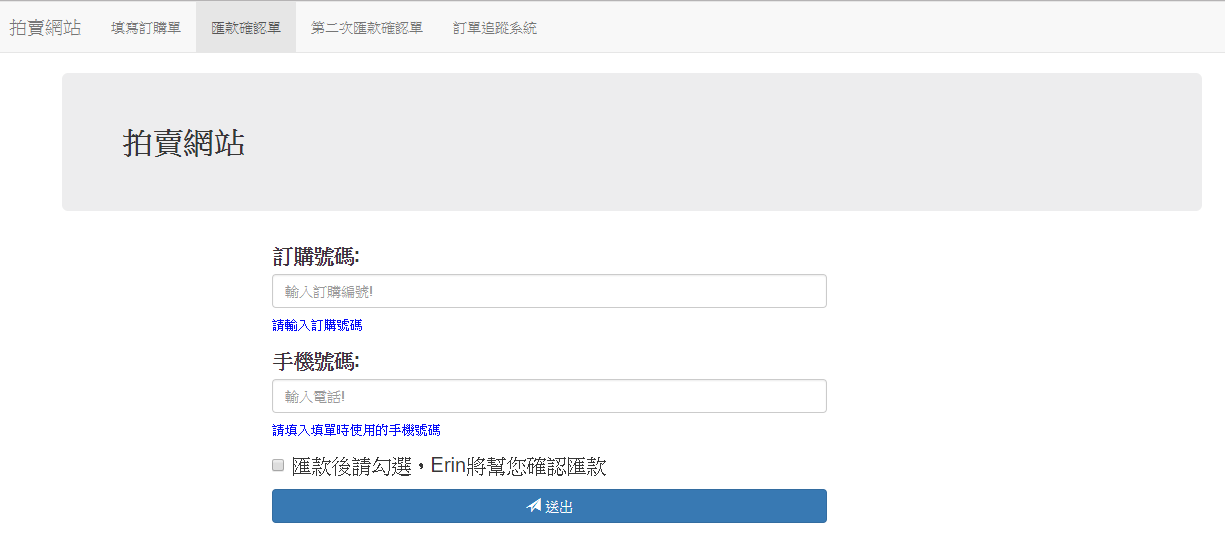 拍賣網站 填寫訂購單 匯款確認單 第二次匯款確認單 訂單追蹤系統
拍賣網站
訂購號碼:
輸入訂購編號!
請輸入訂購號碼
手機號碼:
輸入電話!
請填入填單時使用的手機號碼
匯款後請勾選，Erin將幫您確認匯款
送出